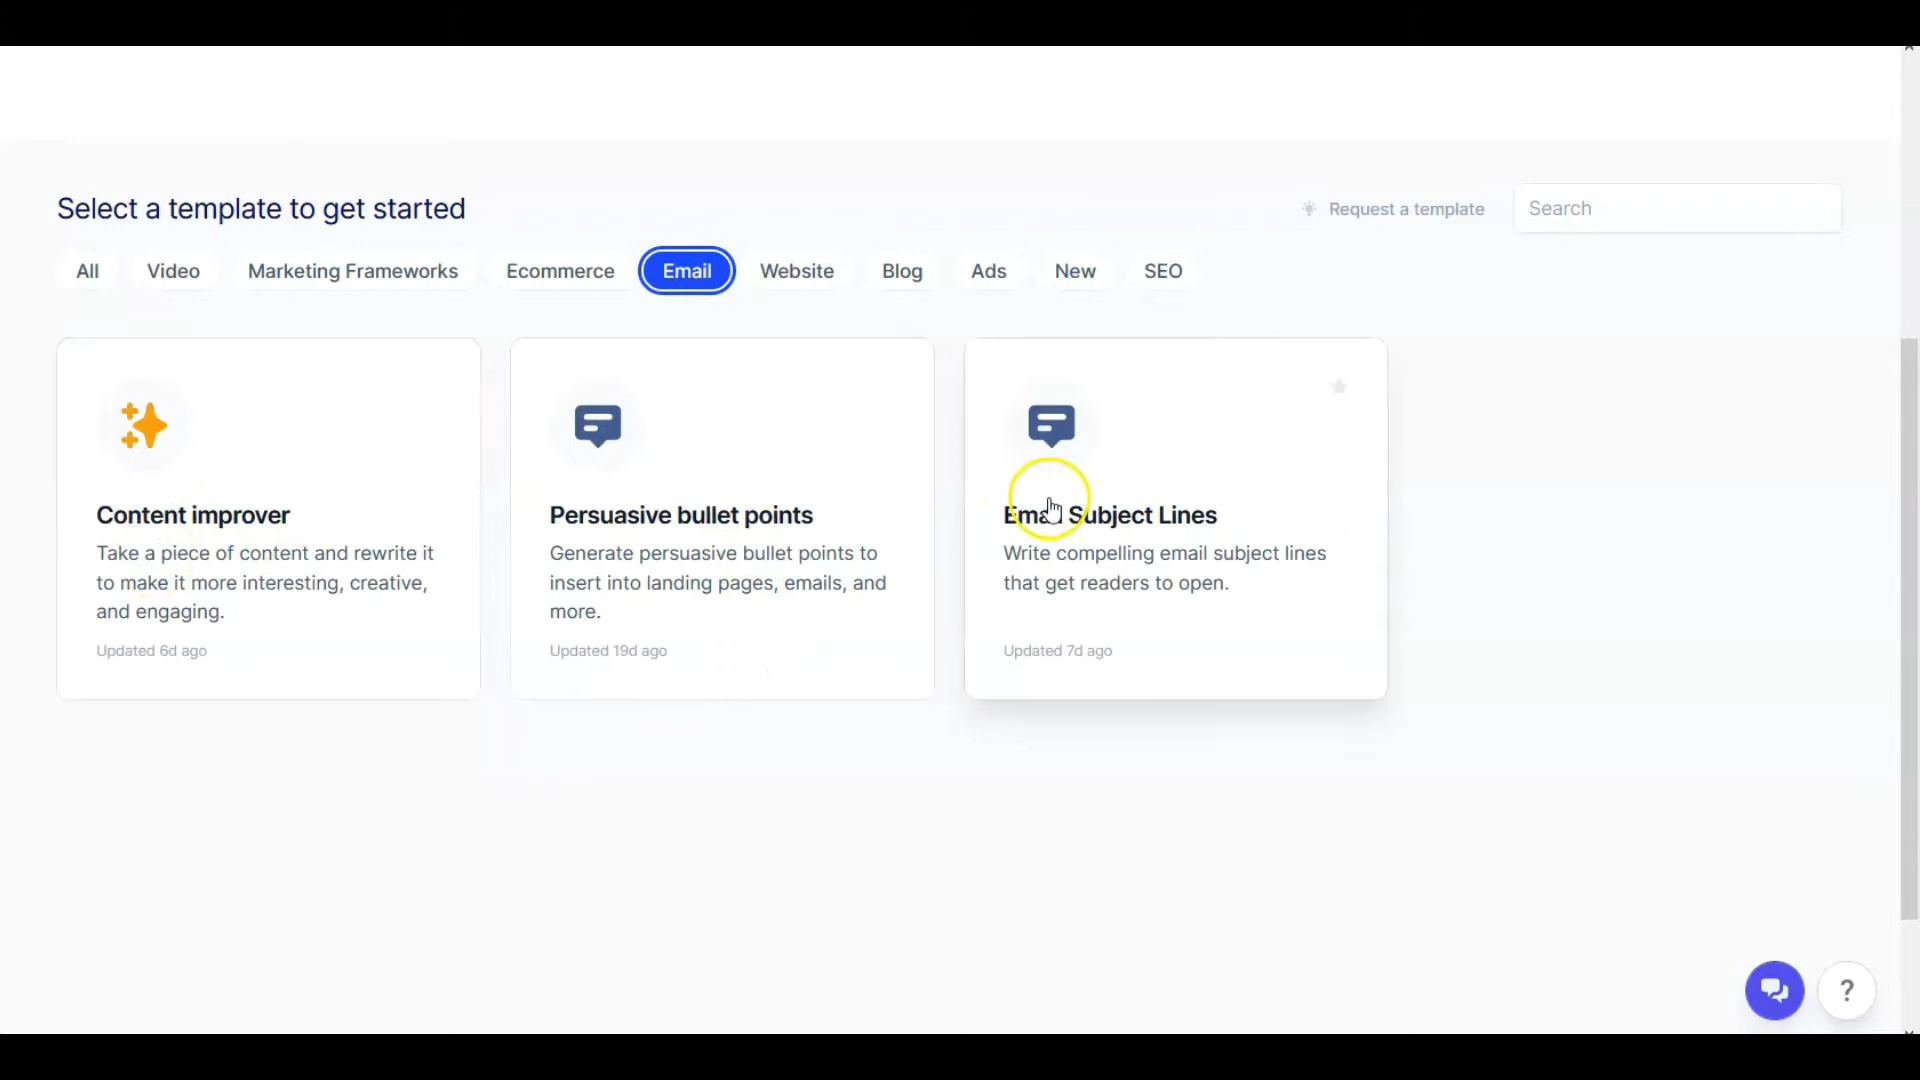 Select a template to get started
Request a template
Search
All
Video
Marketing Frameworks
Ecommerce
Email
Website
Blog
Ads
New
SEO
Content improver
Take a piece of content and rewrite it
to make it more interesting, creative,
and engaging.
Updated 6d ago
Persuasive bullet points
Generate persuasive bullet points to
insert into landing pages, emails, and
more.
Updated 19d ago
Email Subject Lines
Write compelling email subject lines
that get readers to open.
Updated 7d ago
?